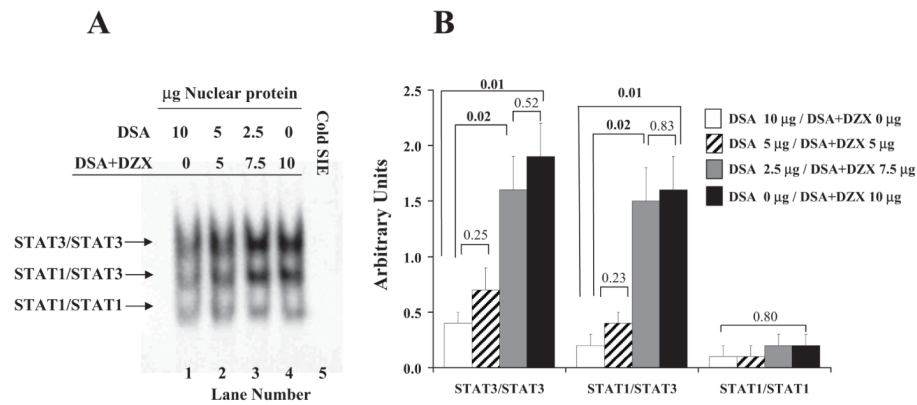 A
μg Nuclear protein
DSA 10 5 2.5 0
DSA+DZX 0 5 7.5 10
Cold SIE
STAT3/STAT3
STAT1/STAT3
STAT1/STAT1
1 2 3 4 5
Lane Number
B
Arbitrary Units
2.5
2.0
1.5
1.0
0.5
0.0
0.01
0.52
0.02
0.25
0.01
0.02
0.83
0.23
0.80
STAT3/STAT3 STAT1/STAT3 STAT1/STAT1
DSA 10 μg / DSA+DZX 0 μg
DSA 5 μg / DSA+DZX 5 μg
DSA 2.5 μg / DSA+DZX 7.5 μg
DSA 0 μg / DSA+DZX 10 μg